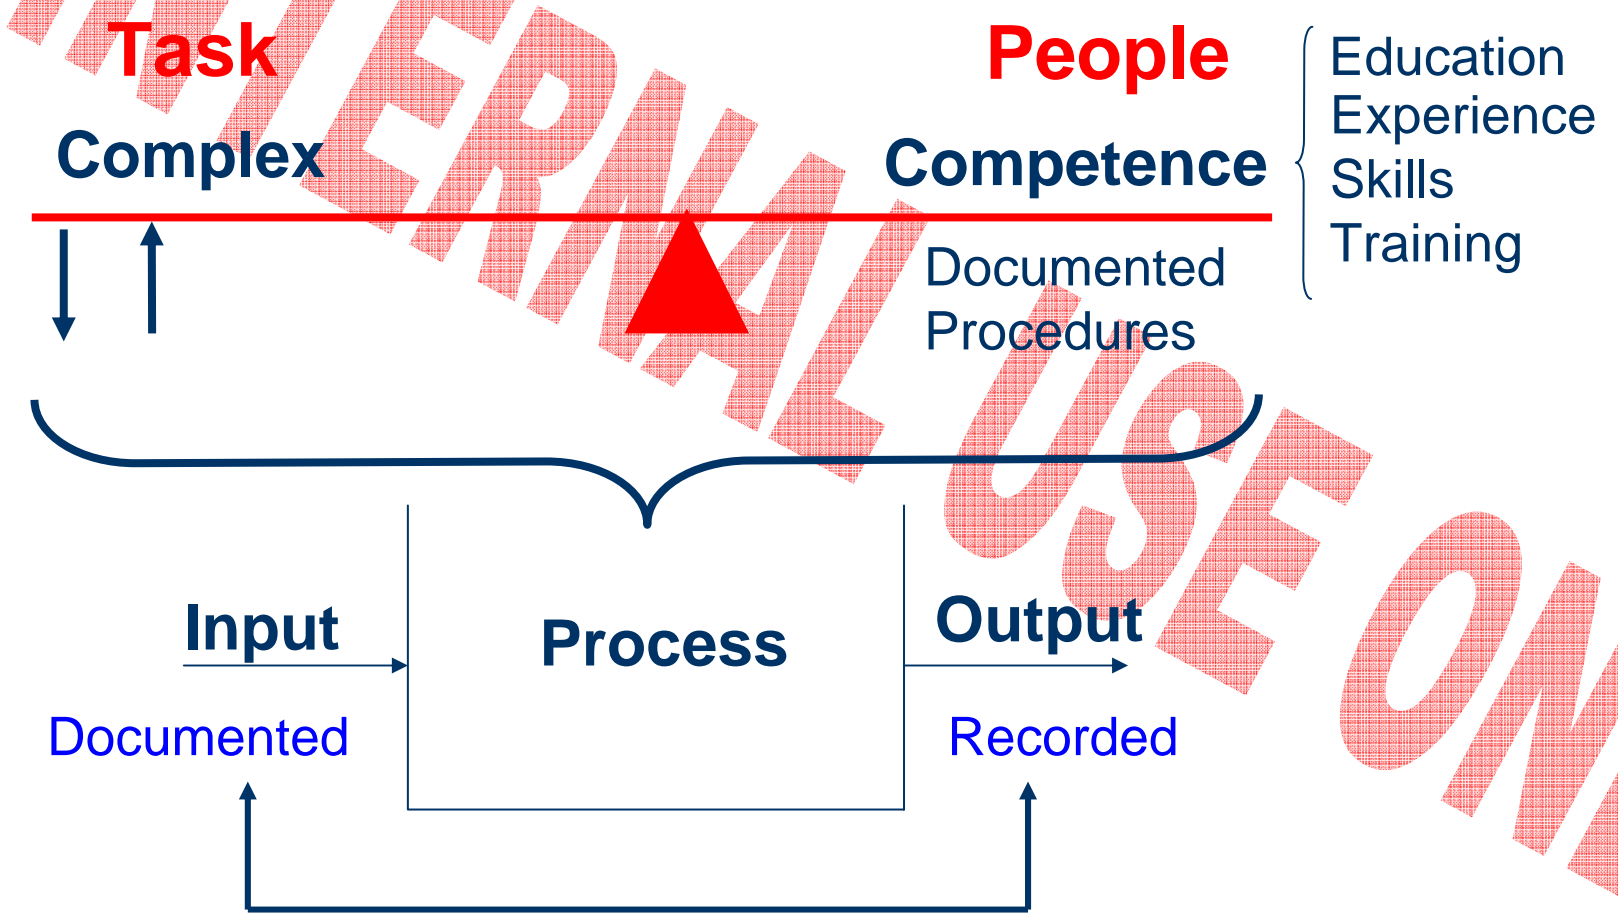 Task
People
Complex
Competence
Education
Experience
Skills
Training
Documented
Procedures
Input
Process
Output
Documented
Recorded
INTERNAL USE ON